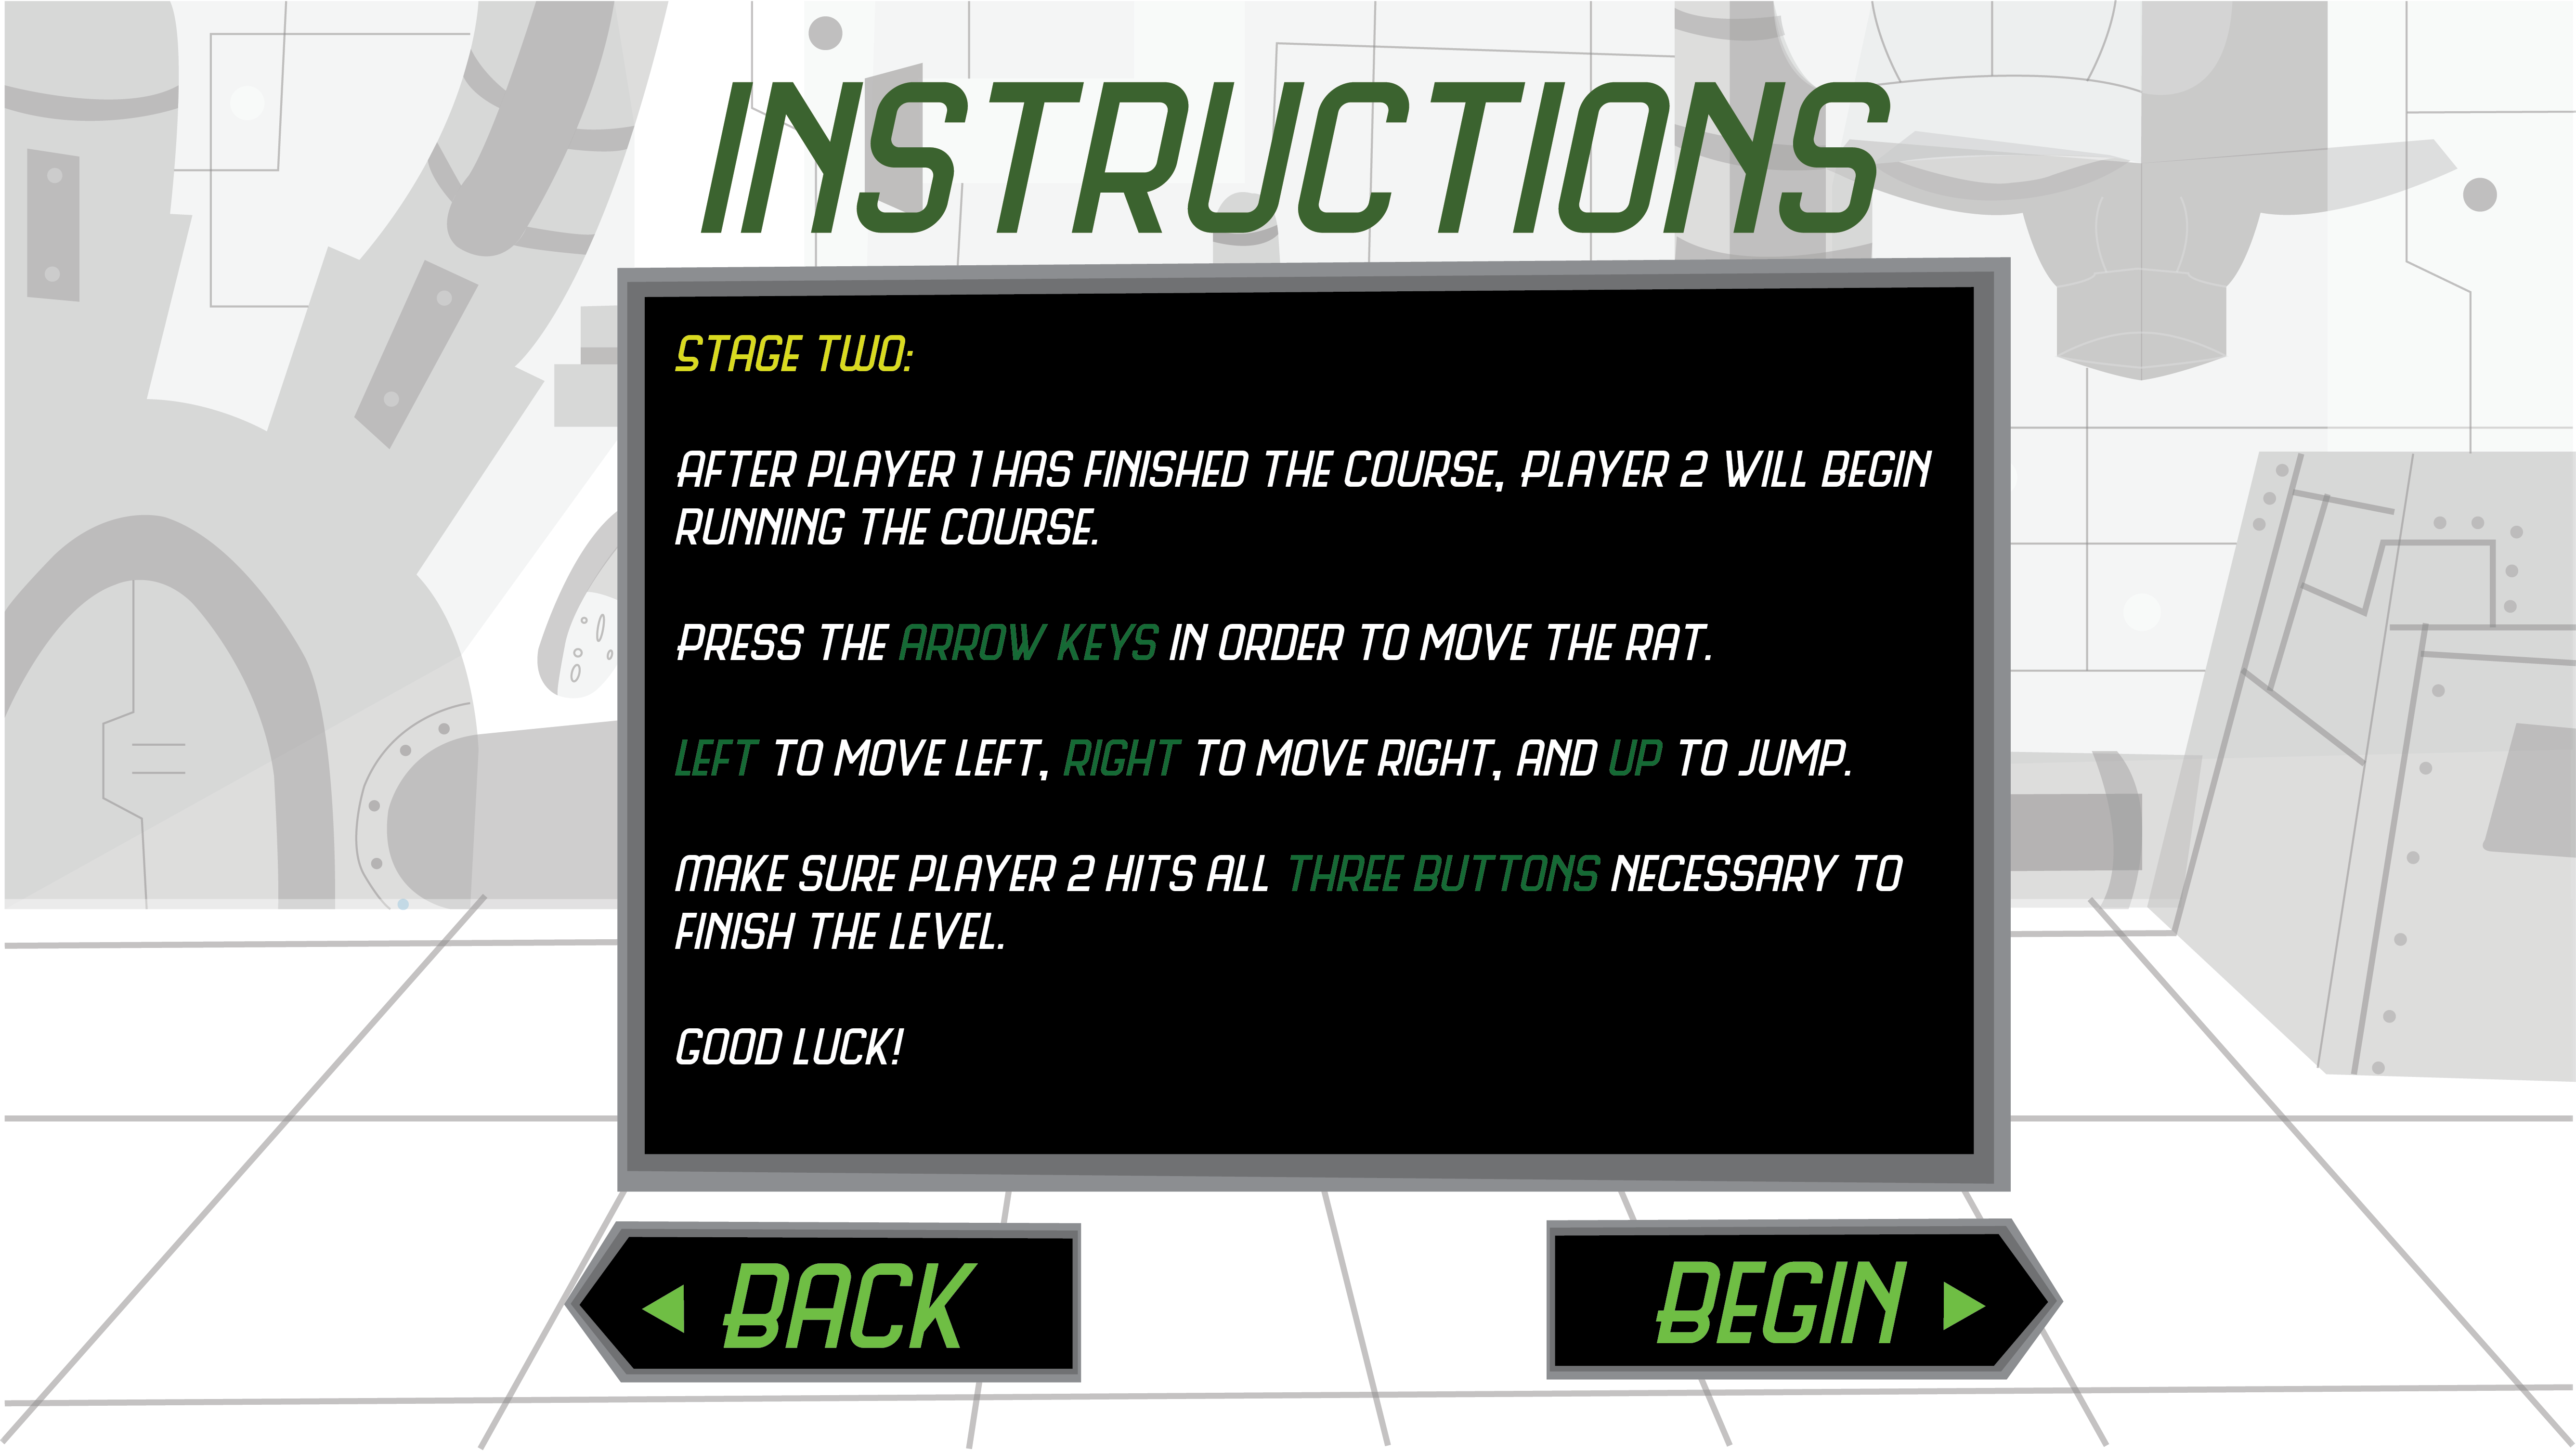 INSTRUCTIONS
STAGE TWO:
AFTER PLAYER 1 HAS FINISHED THE COURSE, PLAYER 2 WILL BEGIN
RUNNING THE COURSE.
PRESS THE ARROW KEYS IN ORDER TO MOVE THE RAT.
LEFT TO MOVE LEFT, RIGHT TO MOVE RIGHT, AND UP TO JUMP.
MAKE SURE PLAYER 2 HITS ALL THREE BUTTONS NECESSARY TO
FINISH THE LEVEL.
GOOD LUCK!
BACK
BEGIN